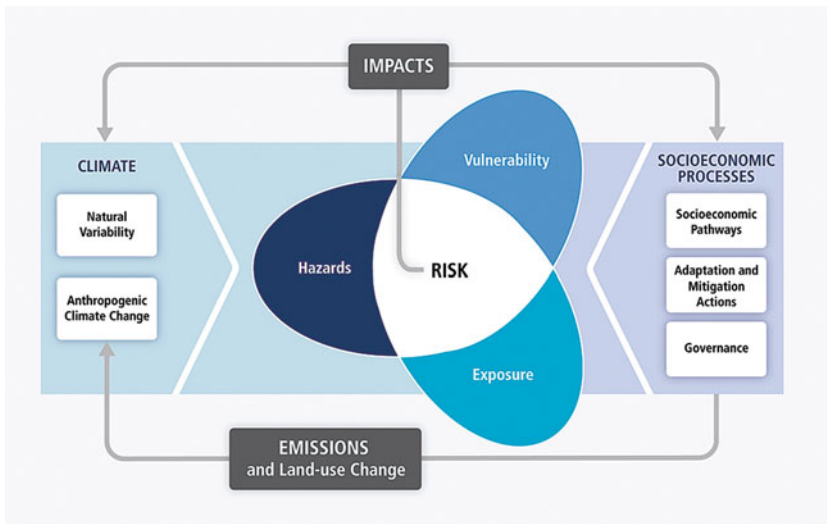 IMPACTS
CLIMATE
Natural
Variability
Anthropogenic
Climate Change
Vulnerability
Hazards
RISK
Exposure
SOCIOECONOMIC
PROCESSES
Socioeconomic
Pathways
Adaptation and
Mitigation
Actions
Governance
EMISSIONS
and Land-use Change